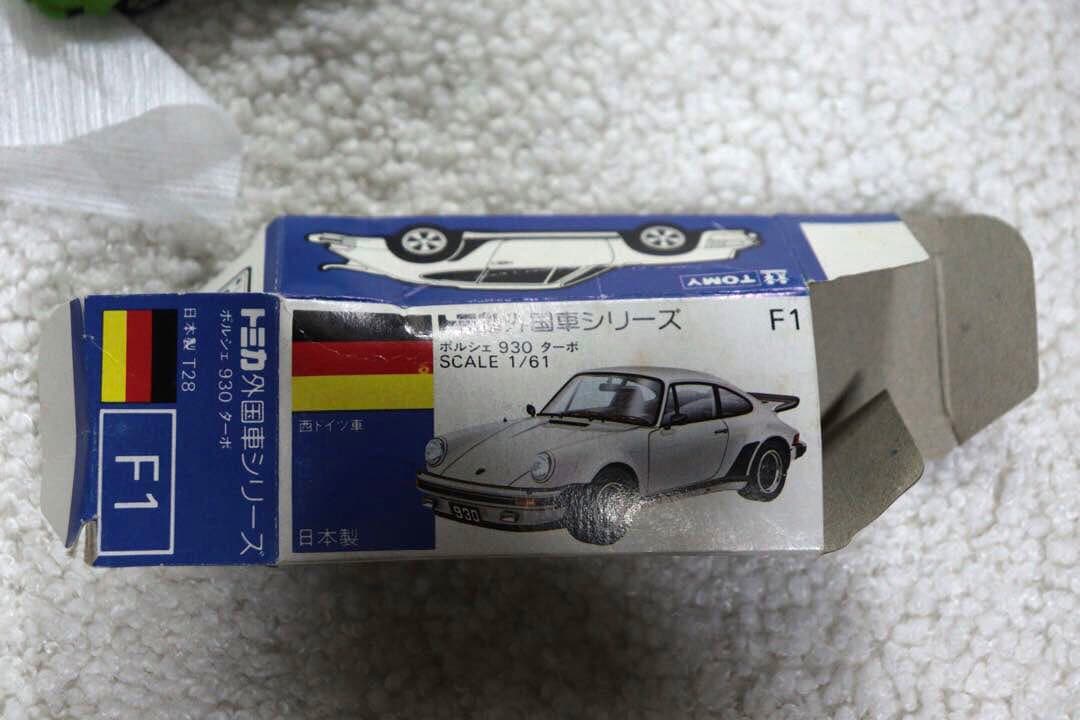 TOMY
トミカ外国車シリーズ
F1
ポルシェ 930 ターボ
SCALE 1/61
西ドイツ車
日本製
930
トミカ外国車シリーズ
ポルシェ 930 ターボ
日本製 T28
F1